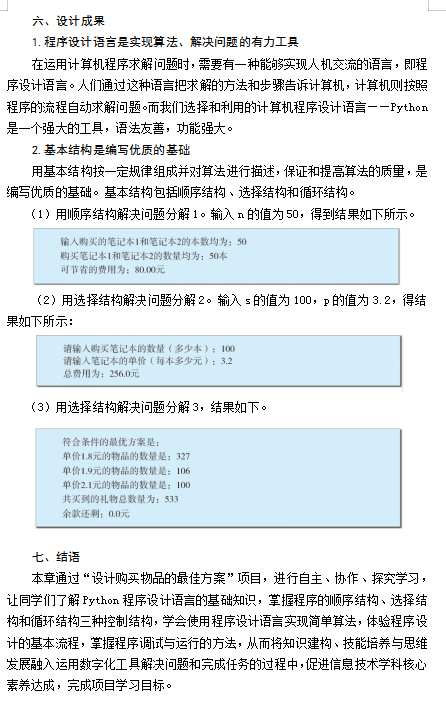 六、设计成果
1.程序设计语言是实现算法、解决问题的有力工具
在运用计算机程序求解问题时，需要有一种能够实现人机交流的语言，即程
序设计语言。人们通过这种语言把求解的方法和步骤告诉计算机，计算机则按照
程序的流程自动求解问题。而我们选择和利用的计算机程序设计语言——Python
是一个强大的工具，语法友善，功能强大。
2.基本结构是编写优质的基础
用基本结构按一定规律组成并对算法进行描述，保证和提高算法的质量，是
编写优质的基础。基本结构包括顺序结构、选择结构和循环结构。
（1）用顺序结构解决问题分解1。输入n的值为50，得到结果如下所示。
输入购买的笔记本1和笔记本2的本数均为：50
购买笔记本1和笔记本2的数量均为：50本
可节省的费用为：80.00元
（2）用选择结构解决问题分解2。输入s的值为100，p的值为3.2，得结
果如下所示：
请输入购买笔记本的数量（多少本）：100
请输入笔记本的单价（每本多少元）：3.2
总费用为：256.0元
（3）用选择结构解决问题分解3，结果如下。
符合条件的最优方案是：
单价1.8元的物品的数量是：327
单价1.9元的物品的数量是：106
单价2.1元的物品的数量是：100
共买到的礼物总数量为：533
余款还剩：0.0元
七、结语
本章通过“设计购买物品的最佳方案”项目，进行自主、协作、探究学习，
让同学们了解Python程序设计语言的基础知识，掌握程序的顺序结构、选择结
构和循环结构三种控制结构，学会使用程序设计语言实现简单算法，体验程序设
计的基本流程，掌握程序调试与运行的方法，从而将知识建构、技能培养与思维
发展融入运用数字化工具解决问题和完成任务的过程中，促进信息技术学科核心
素养达成，完成项目学习目标。